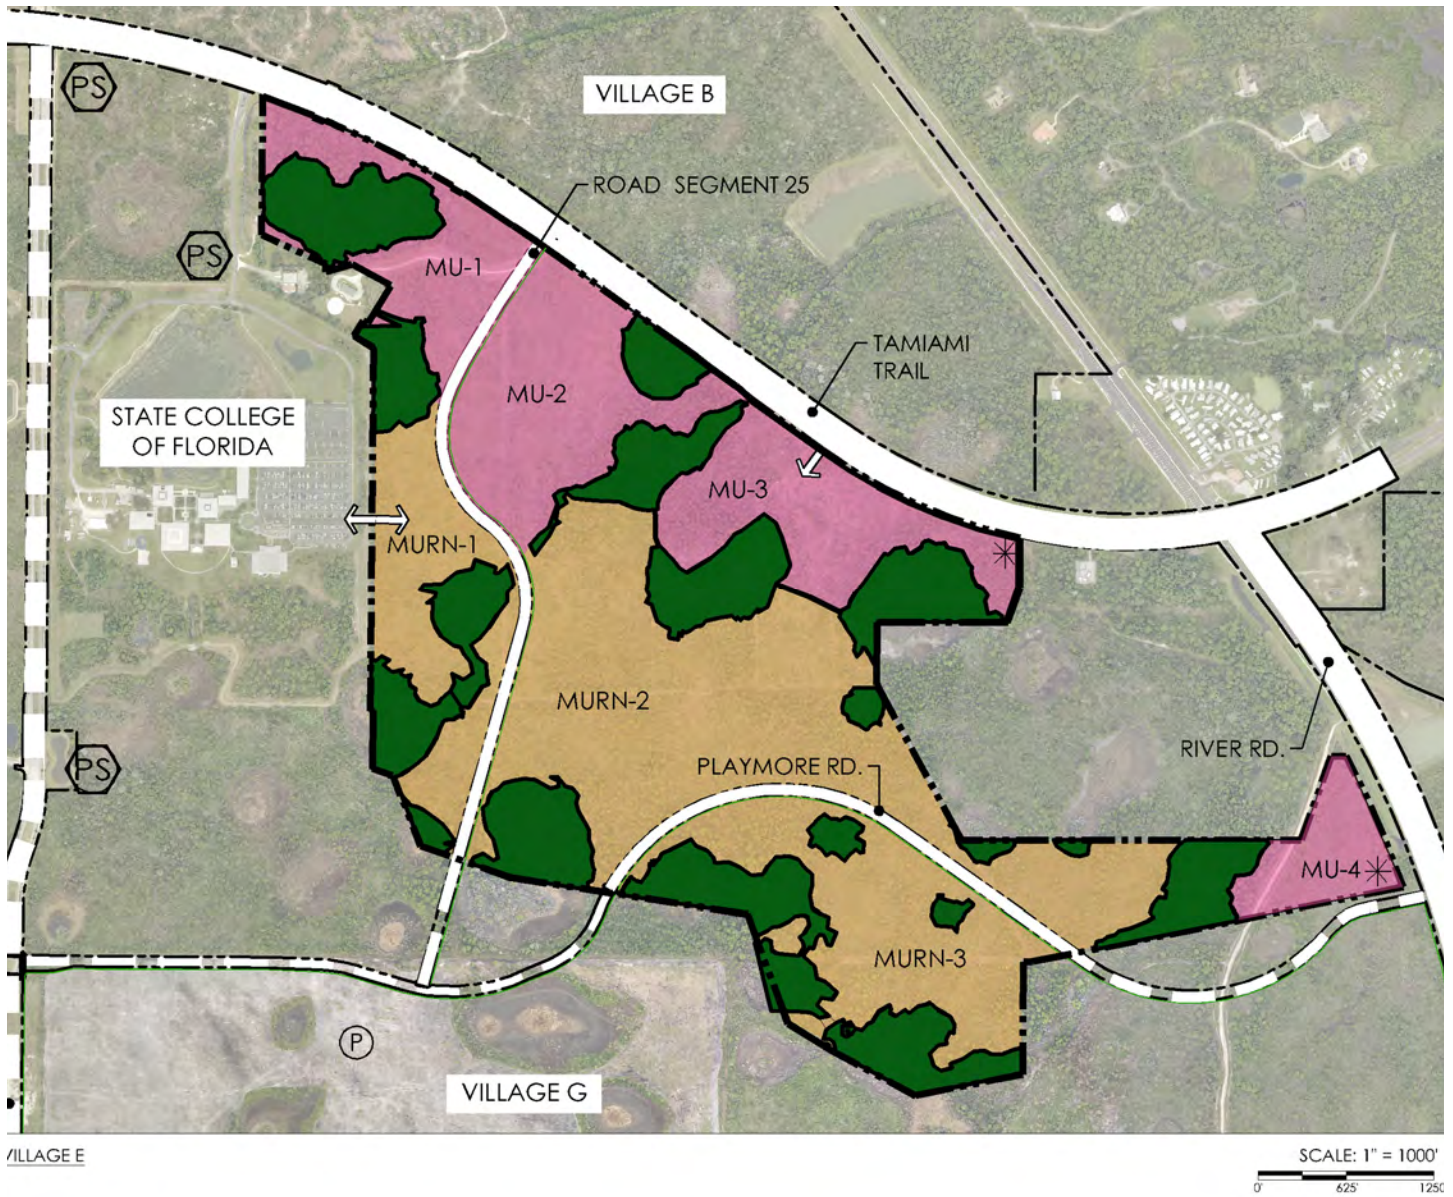 PS
VILLAGE B
ROAD SEGMENT 25
PS
MU-1
TAMIAMI
TRAIL
MU-2
STATE COLLEGE
OF FLORIDA
MU-3
MURN-1
MURN-2
RIVER RD.
PS
PLAYMORE RD.
MU-4
MURN-3
P
VILLAGE G
VILLAGE E
SCALE: 1" = 1000'
0' 625' 1250